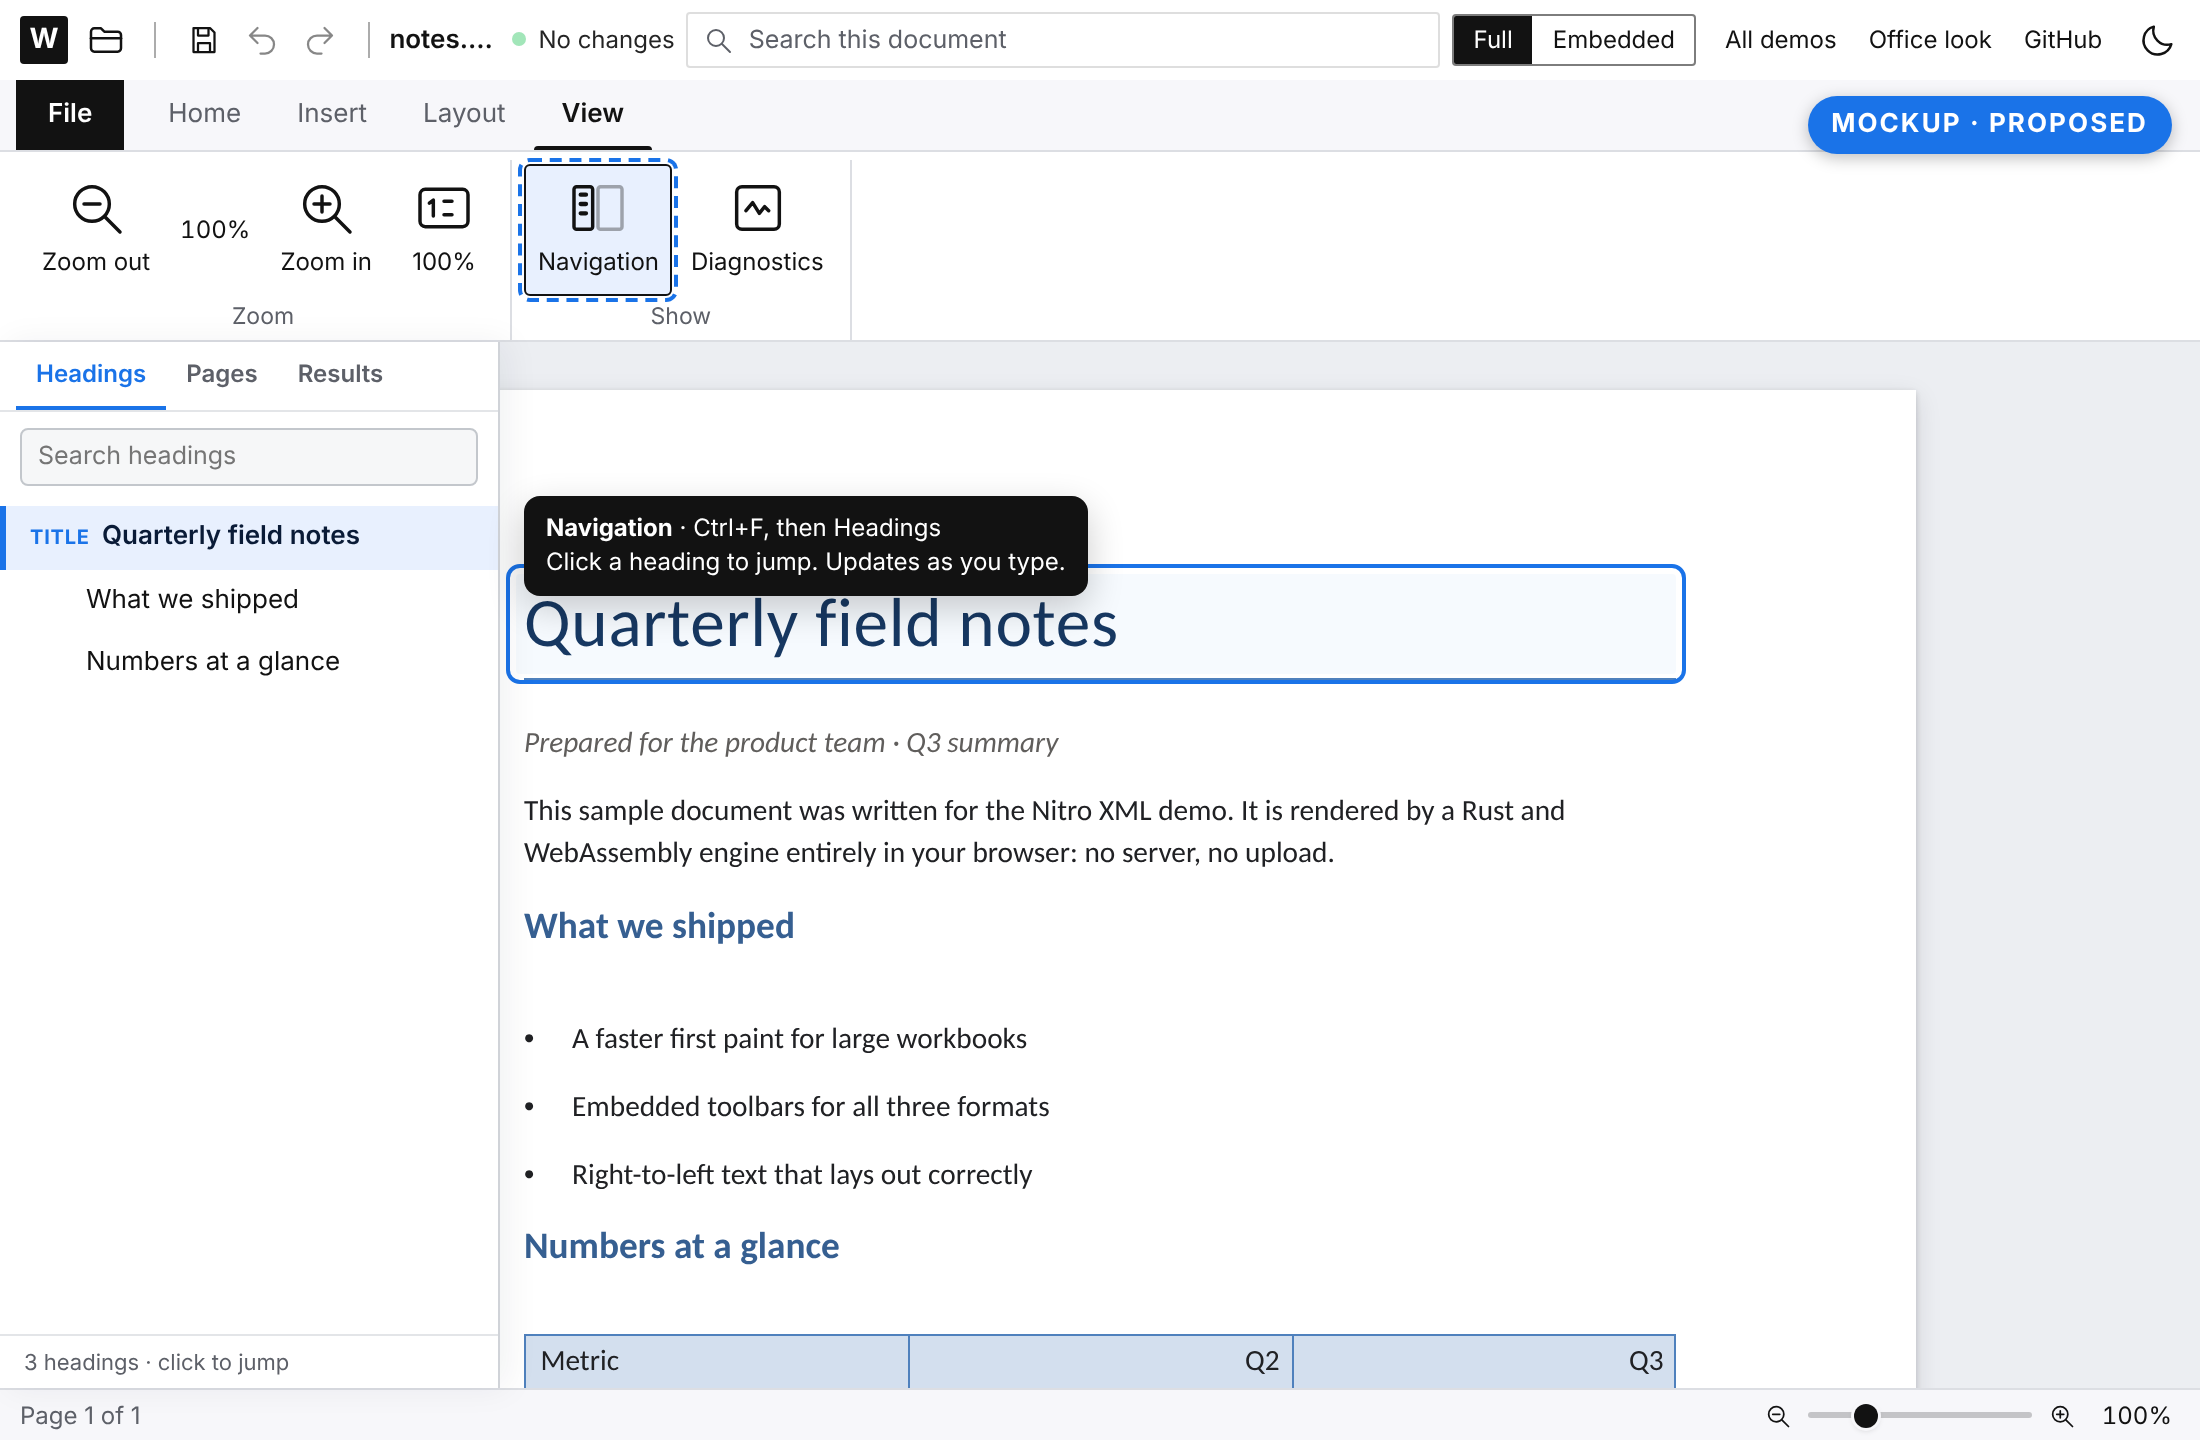 W
notes....
No changes
Search this document
Full
Embedded
All demos
Office look
GitHub
File
Home
Insert
Layout
View
MOCKUP · PROPOSED
Zoom out
100%
Zoom in
100%
Zoom
Navigation
Diagnostics
Show
Headings
Pages
Results
Search headings
TITLE Quarterly field notes
What we shipped
Numbers at a glance
3 headings · click to jump
Navigation · Ctrl+F, then Headings
Click a heading to jump. Updates as you type.
Quarterly field notes
Prepared for the product team · Q3 summary
This sample document was written for the Nitro XML demo. It is rendered by a Rust and
WebAssembly engine entirely in your browser: no server, no upload.
What we shipped
• A faster first paint for large workbooks
• Embedded toolbars for all three formats
• Right-to-left text that lays out correctly
Numbers at a glance
Metric Q2 Q3
Page 1 of 1
100%